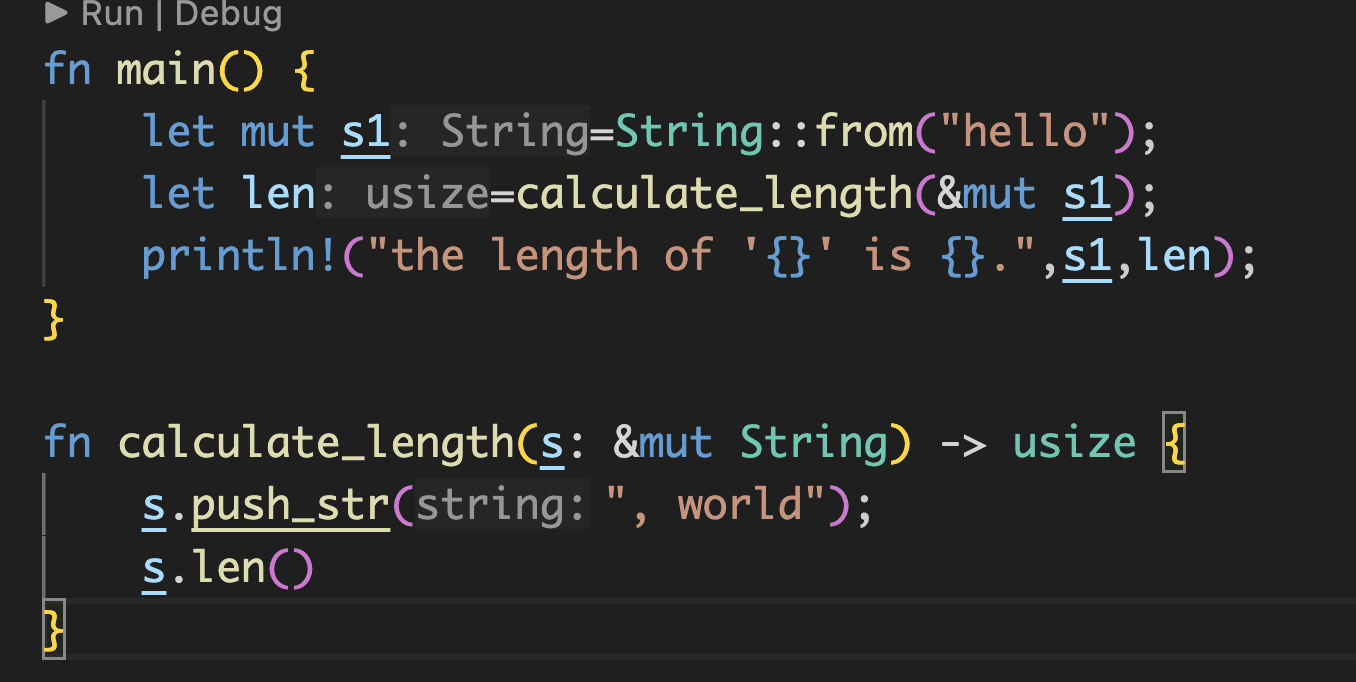 ▶ Run | Debug
fn main() {
    let mut s1: String=String::from("hello");
    let len: usize=calculate_length(&mut s1);
    println!("the length of '{}' is {}.",s1,len);
}

fn calculate_length(s: &mut String) -> usize {
    s.push_str(string: ", world");
    s.len()
}